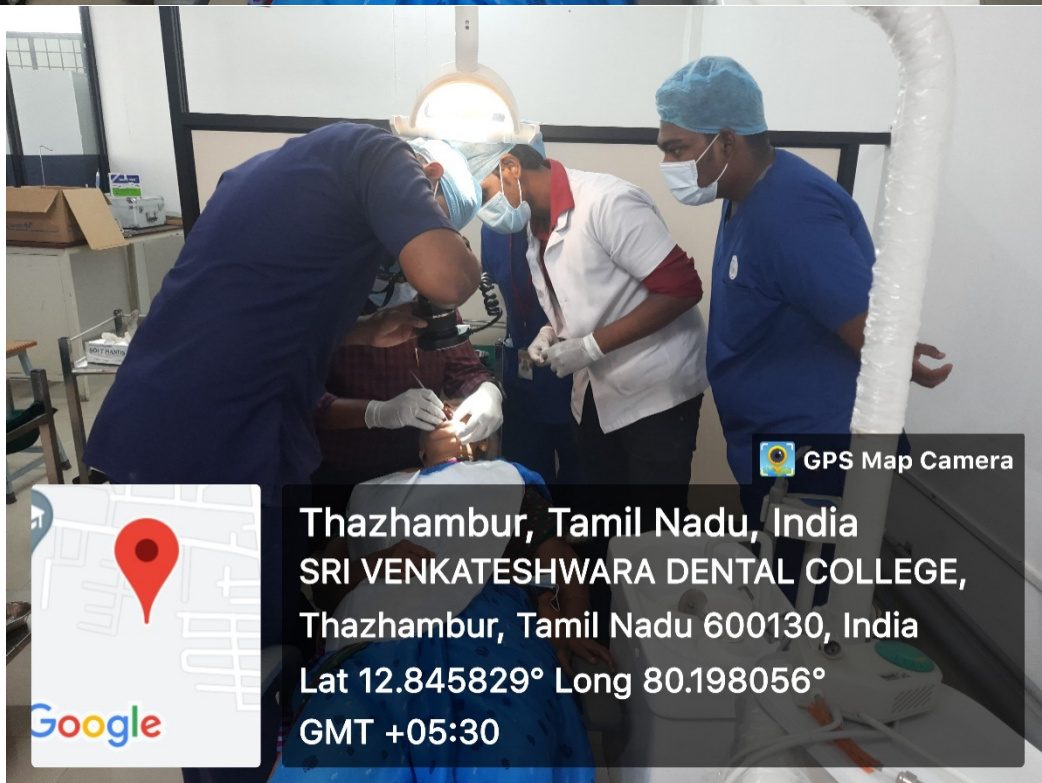 GPS Map Camera
Thazhambur, Tamil Nadu, India
SRI VENKATESHWARA DENTAL COLLEGE,
Thazhambur, Tamil Nadu 600130, India
Lat 12.845829° Long 80.198056°
GMT +05:30
Google